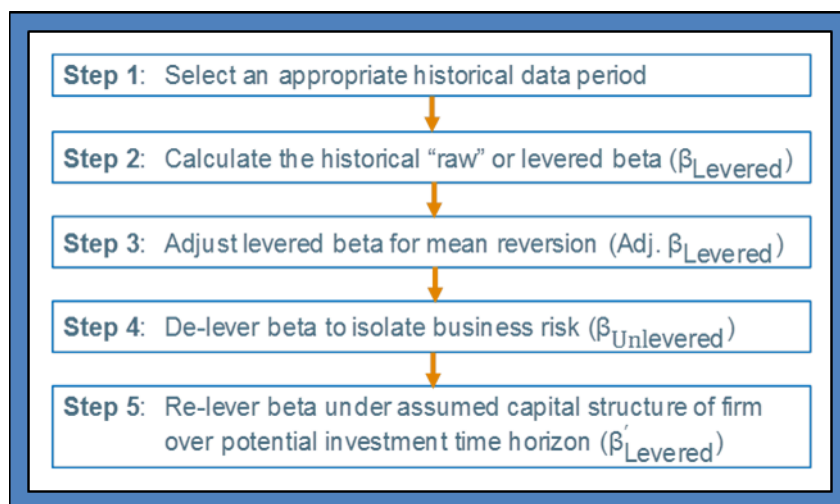 Step 1: Select an appropriate historical data period
Step 2: Calculate the historical “raw” or levered beta (βLevered)
Step 3: Adjust levered beta for mean reversion (Adj. βLevered)
Step 4: De-lever beta to isolate business risk (βUnlevered)
Step 5: Re-lever beta under assumed capital structure of firm
over potential investment time horizon (β′Levered)